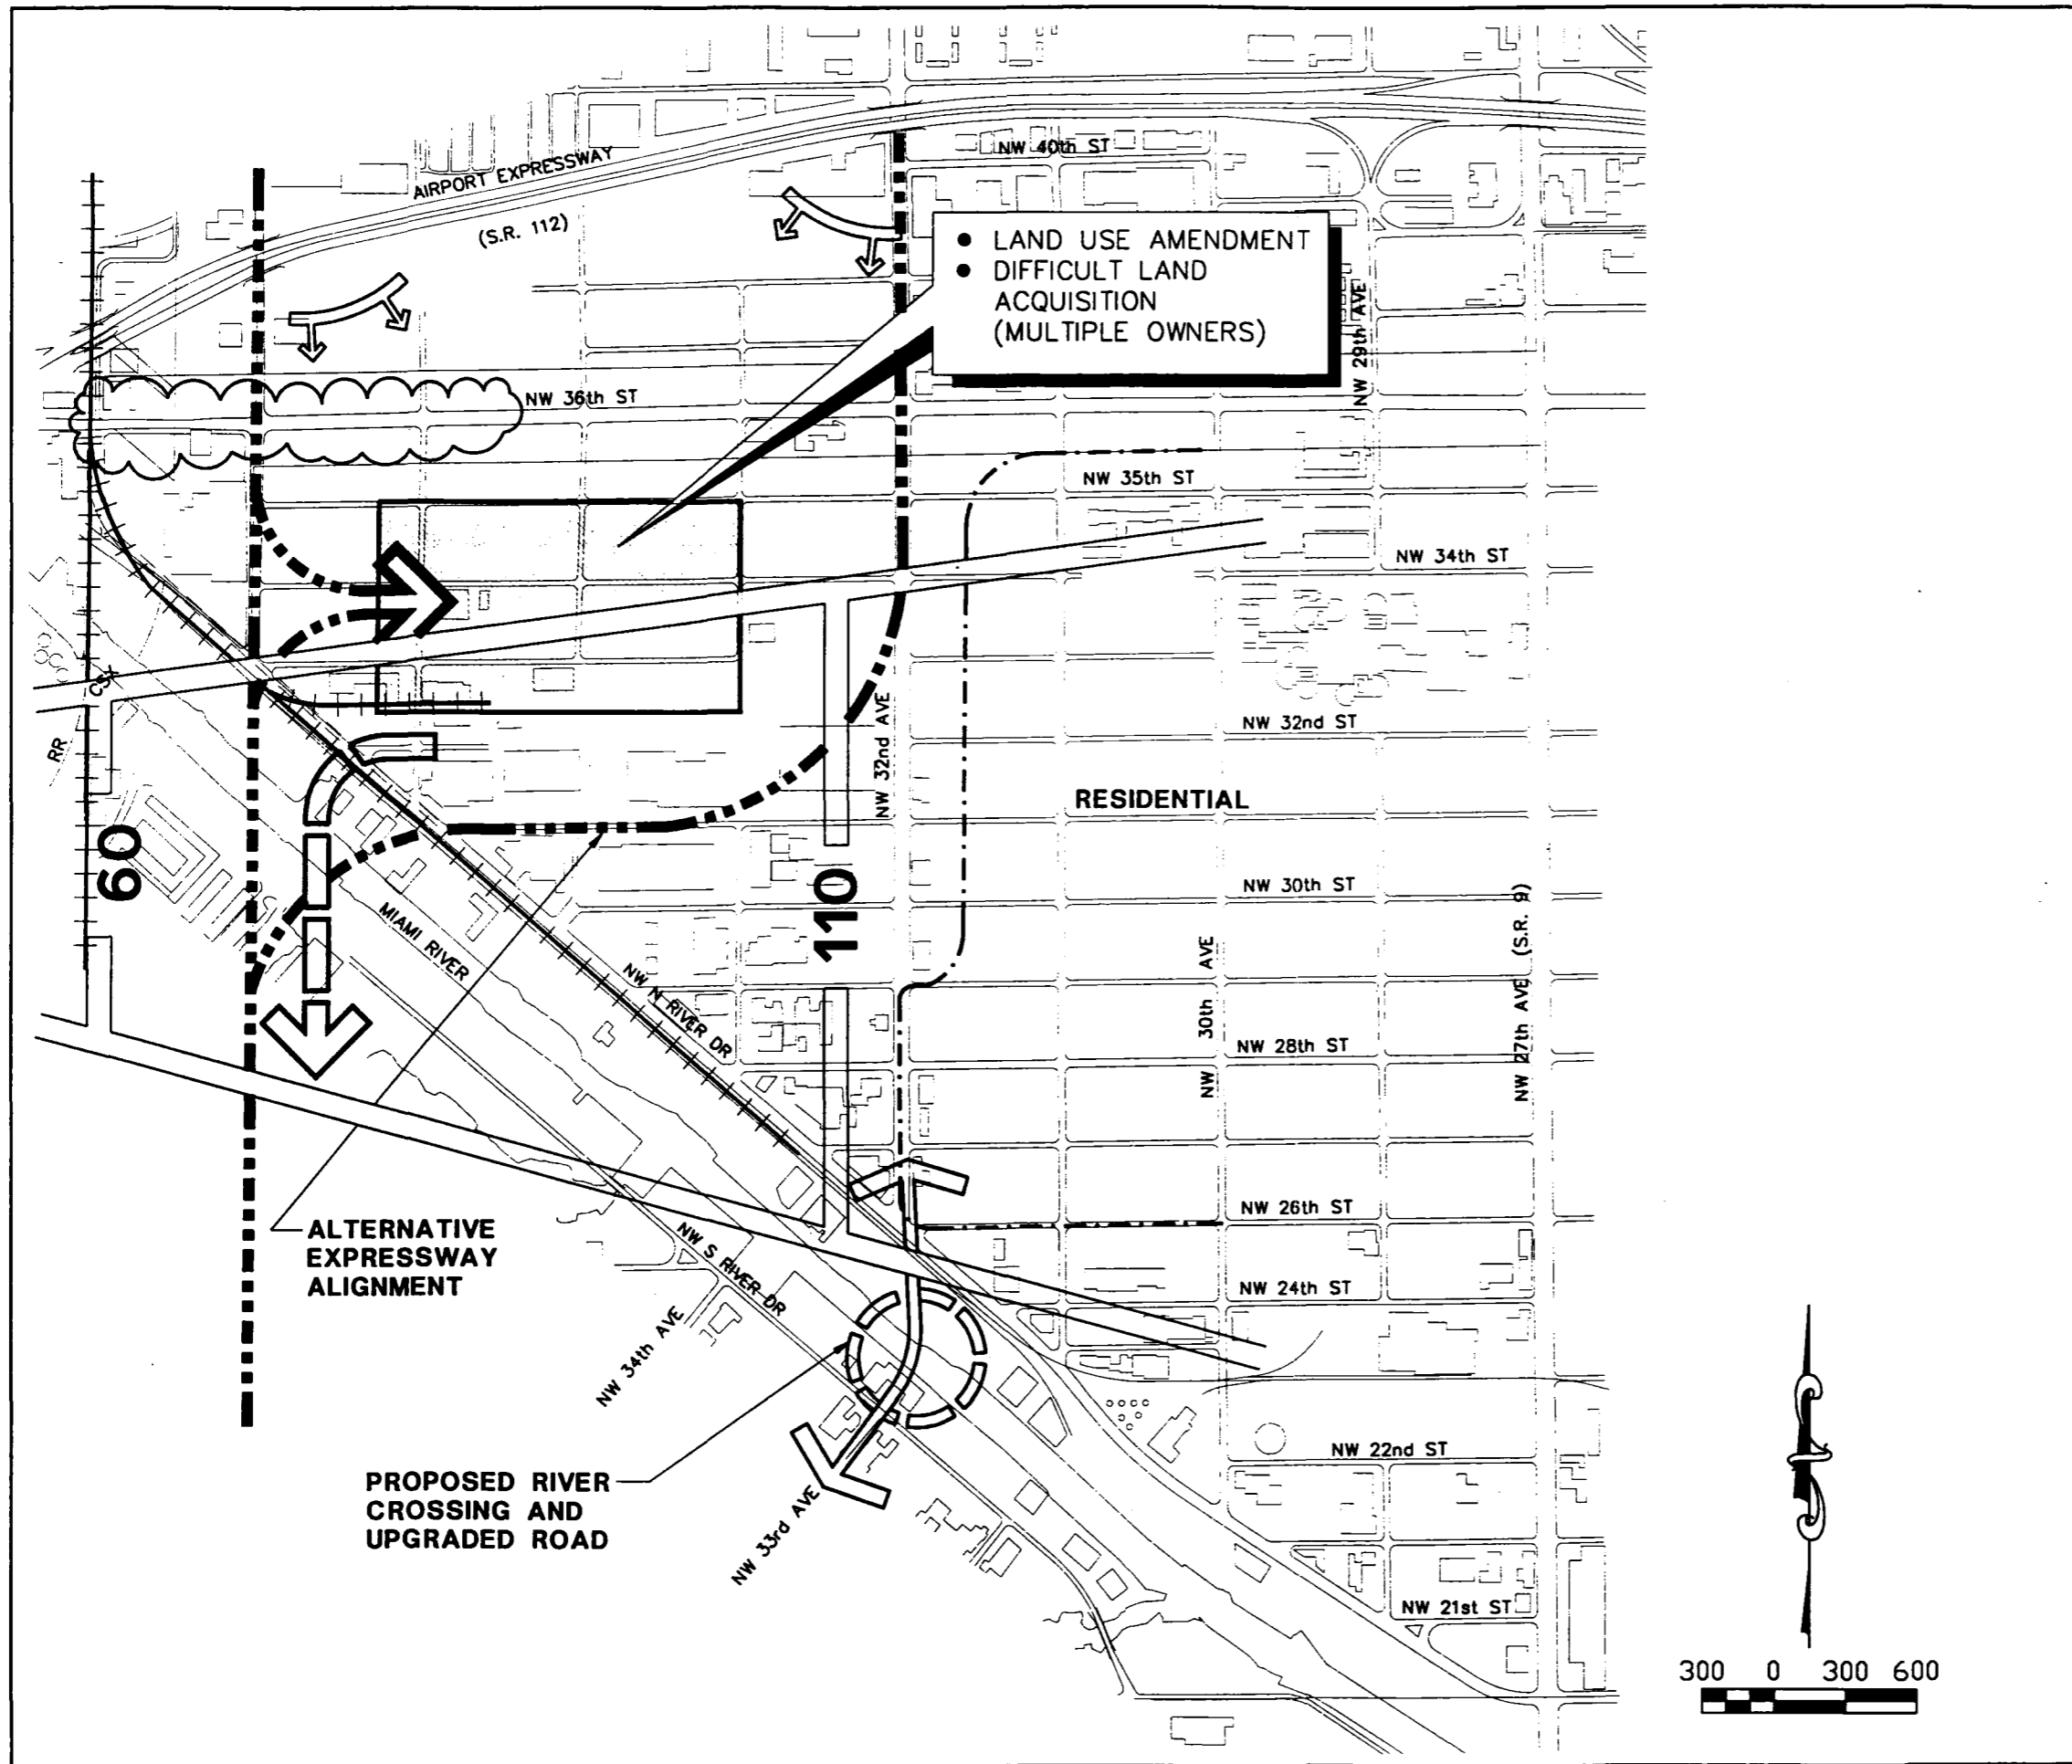 NW 40th ST
AIRPORT EXPRESSWAY
(S.R. 112)
• LAND USE AMENDMENT
• DIFFICULT LAND
ACQUISITION
(MULTIPLE OWNERS)
NW 29th AVE
NW 36th ST
NW 35th ST
NW 34th ST
CSX
RR
NW 32nd AVE
NW 32nd ST
RESIDENTIAL
60
110
NW 30th ST
MIAMI RIVER
NW N RIVER DR
NW 30th AVE
NW 27th AVE (S.R. 9)
NW 28th ST
NW 26th ST
ALTERNATIVE
EXPRESSWAY
ALIGNMENT
NW S RIVER DR
NW 24th ST
NW 34th AVE
NW 22nd ST
PROPOSED RIVER
CROSSING AND
UPGRADED ROAD
NW 33rd AVE
NW 21st ST
300 0 300 600